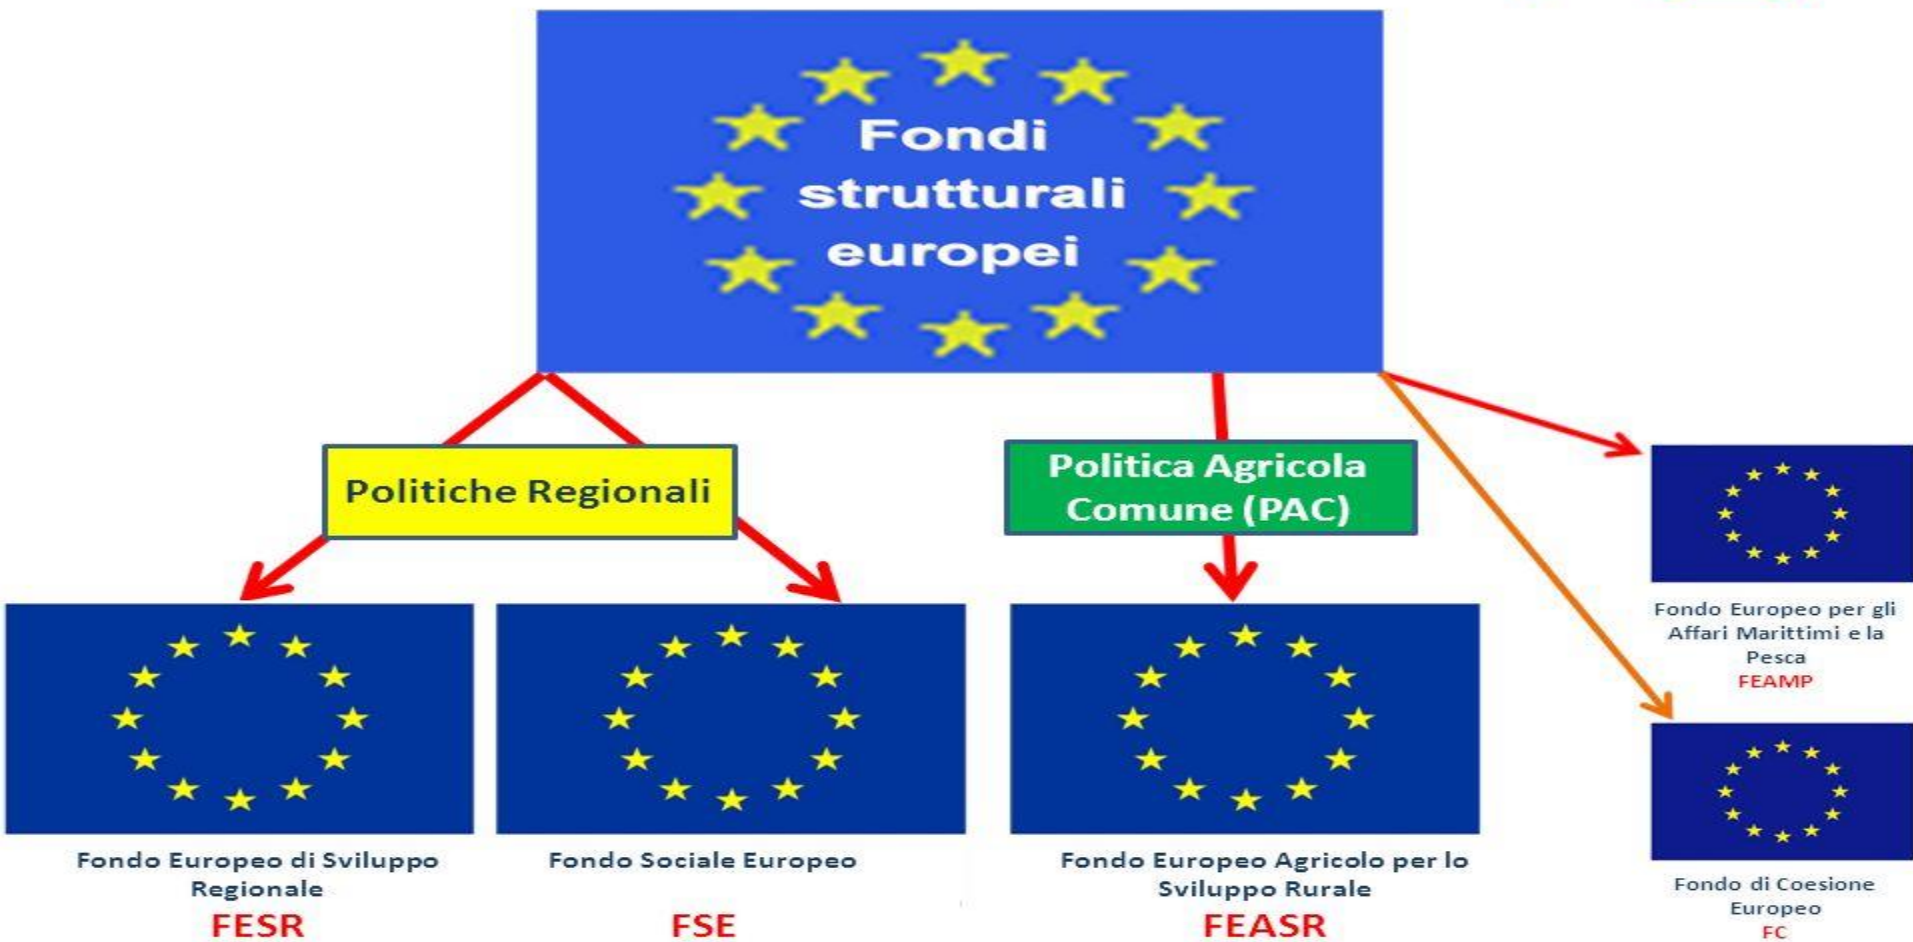 Fondi
strutturali
europei
Politiche Regionali
Politica Agricola
Comune (PAC)
Fondo Europeo per gli
Affari Marittimi e la
Pesca
FEAMP
Fondo Europeo di Sviluppo
Regionale
FESR
Fondo Sociale Europeo
FSE
Fondo Europeo Agricolo per lo
Sviluppo Rurale
FEASR
Fondo di Coesione
Europeo
FC